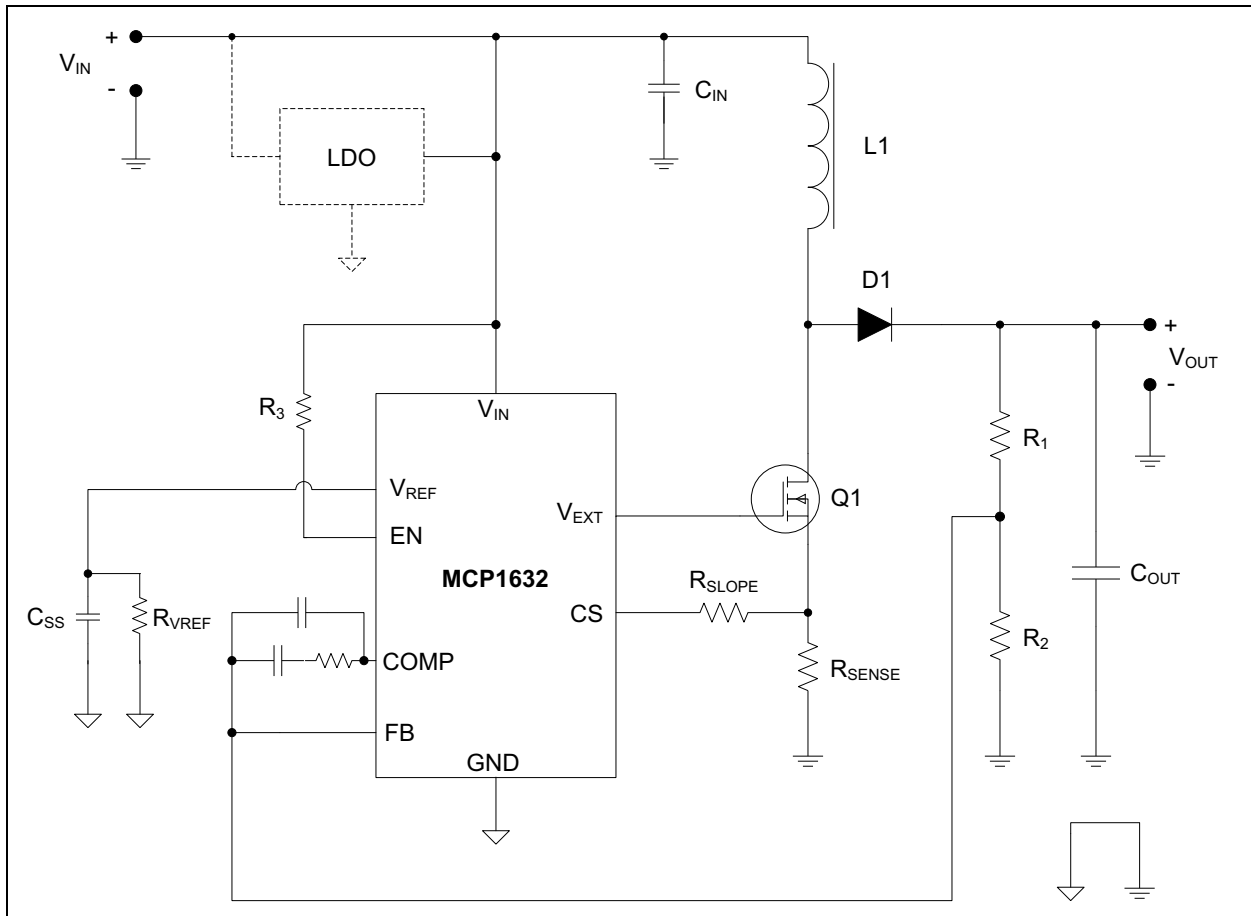 +
V_IN
-
LDO
C_IN
L1
D1
+
V_OUT
-
R_3
V_IN
V_REF
EN
V_EXT
Q1
R_1
MCP1632
R_SLOPE
C_OUT
C_SS
R_VREF
CS
COMP
R_SENSE
R_2
FB
GND